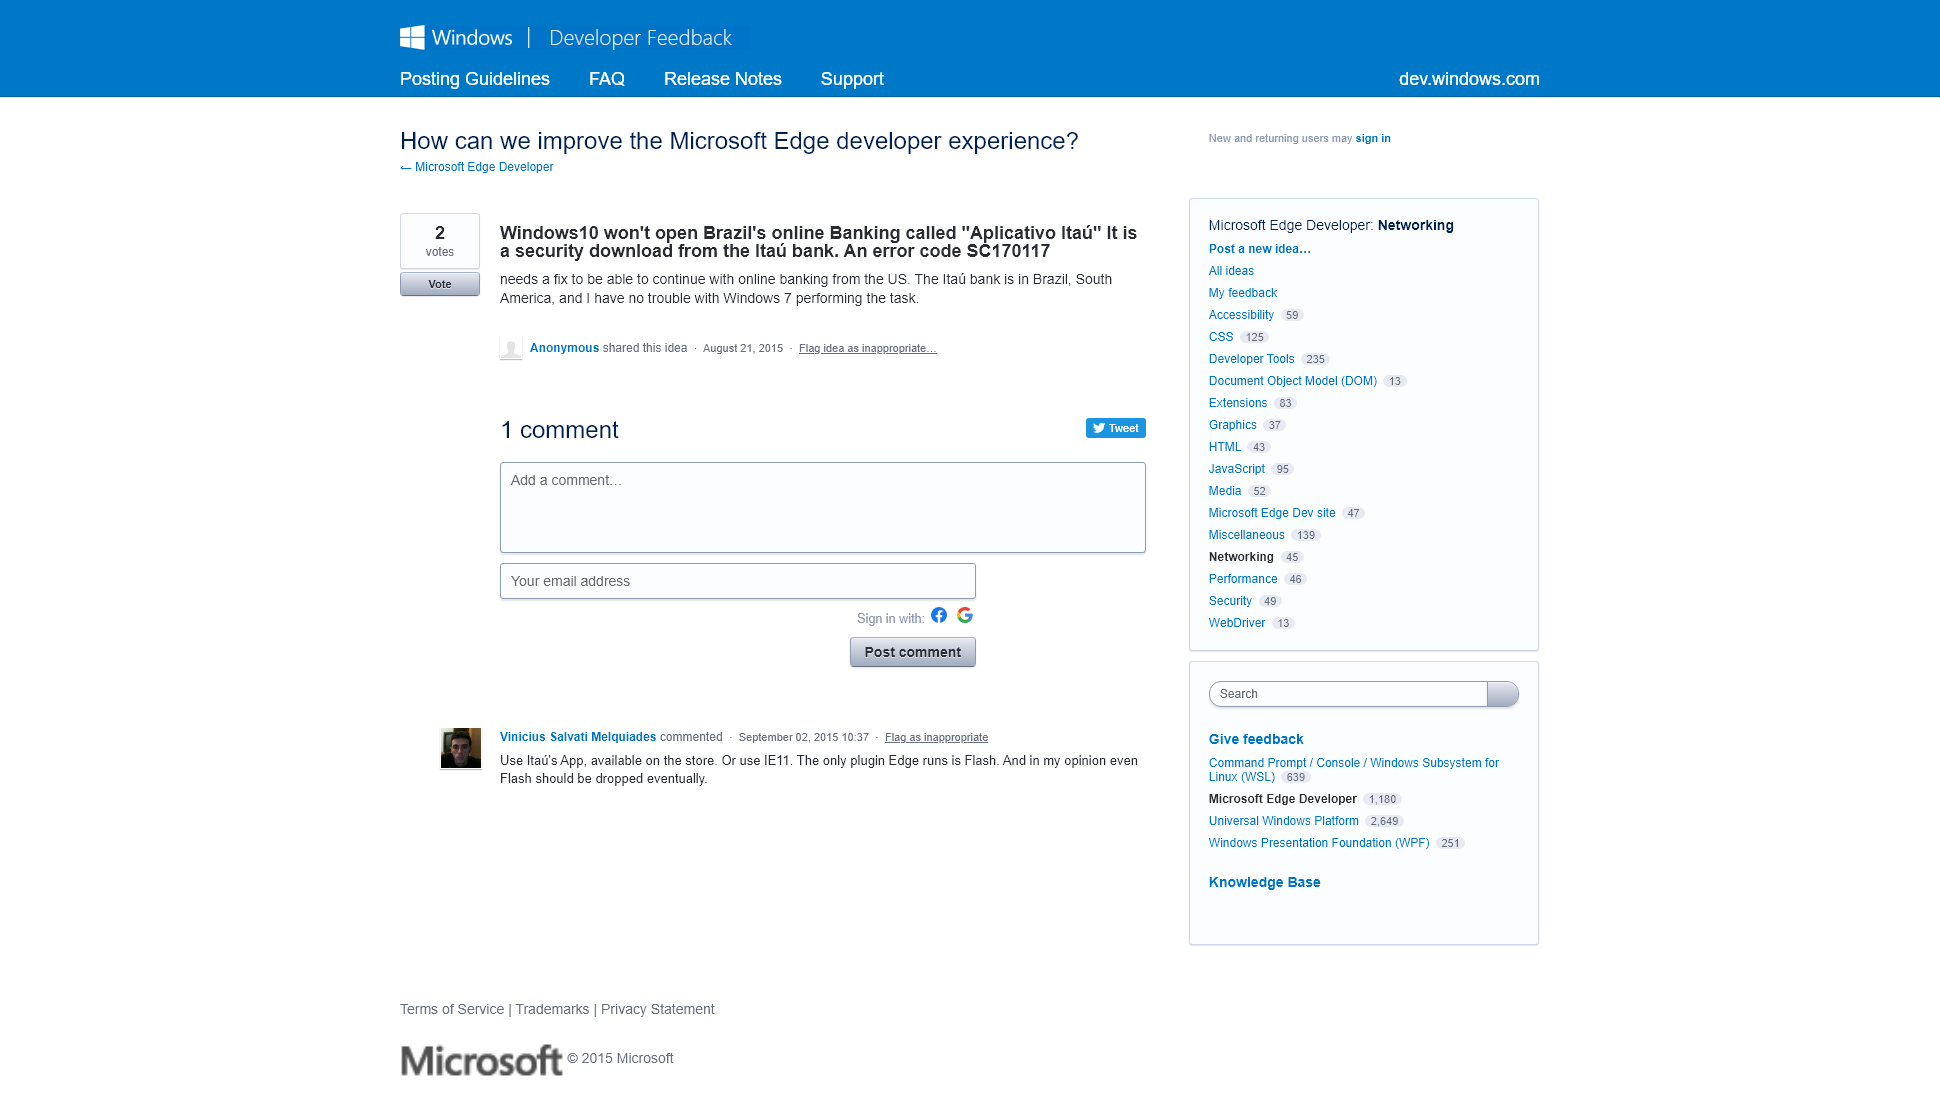 Windows | Developer Feedback
Posting Guidelines FAQ Release Notes Support dev.windows.com
How can we improve the Microsoft Edge developer experience?
← Microsoft Edge Developer
New and returning users may sign in
2
votes
Vote
Windows10 won't open Brazil's online Banking called "Aplicativo Itaú" It is
a security download from the Itaú bank. An error code SC170117
needs a fix to be able to continue with online banking from the US. The Itaú bank is in Brazil, South
America, and I have no trouble with Windows 7 performing the task.
Anonymous shared this idea · August 21, 2015 · Flag idea as inappropriate…
1 comment
Tweet
Add a comment…
Your email address
Sign in with:
Post comment
Vinicius Salvati Melquiades commented · September 02, 2015 10:37 · Flag as inappropriate
Use Itaú's App, available on the store. Or use IE11. The only plugin Edge runs is Flash. And in my opinion even
Flash should be dropped eventually.
Microsoft Edge Developer: Networking
Post a new idea…
All ideas
My feedback
Accessibility 59
CSS 125
Developer Tools 235
Document Object Model (DOM) 13
Extensions 83
Graphics 37
HTML 43
JavaScript 95
Media 52
Microsoft Edge Dev site 47
Miscellaneous 139
Networking 45
Performance 46
Security 49
WebDriver 13
Search
Give feedback
Command Prompt / Console / Windows Subsystem for
Linux (WSL) 639
Microsoft Edge Developer 1,180
Universal Windows Platform 2,649
Windows Presentation Foundation (WPF) 251
Knowledge Base
Terms of Service | Trademarks | Privacy Statement
Microsoft © 2015 Microsoft